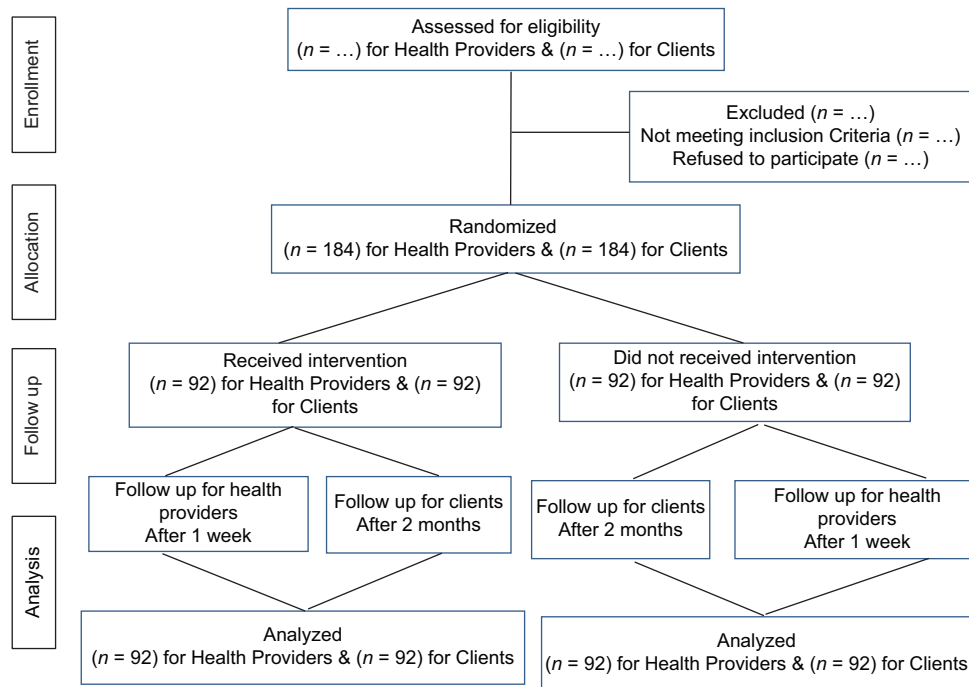 Enrollment
Assessed for eligibility
(n = …) for Health Providers & (n = …) for Clients
Excluded (n = …)
Not meeting inclusion Criteria (n = …)
Refused to participate (n = …)
Allocation
Randomized
(n = 184) for Health Providers & (n = 184) for Clients
Follow up
Received intervention
(n = 92) for Health Providers & (n = 92)
for Clients
Did not received intervention
(n = 92) for Health Providers & (n = 92)
for Clients
Follow up for health
providers
After 1 week
Follow up for clients
After 2 months
Follow up for clients
After 2 months
Follow up for health
providers
After 1 week
Analysis
Analyzed
(n = 92) for Health Providers & (n = 92) for Clients
Analyzed
(n = 92) for Health Providers & (n = 92) for Clients